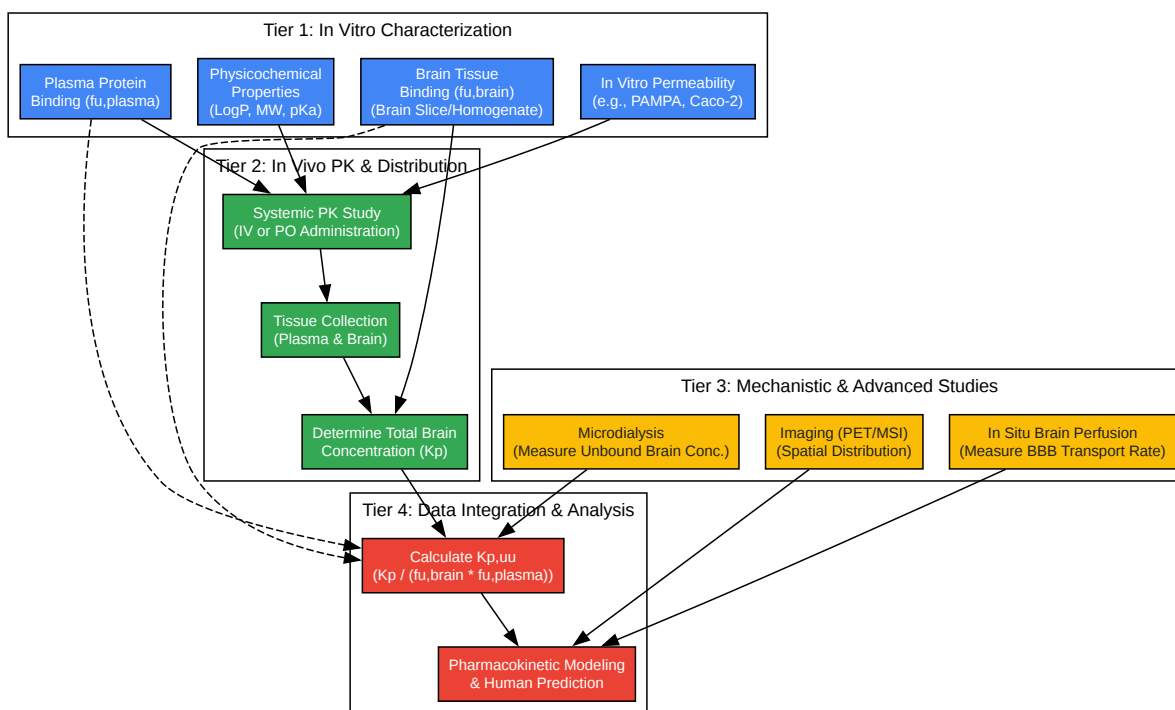 Tier 1: In Vitro Characterization
Plasma Protein
Binding (fu,plasma)
Physicochemical
Properties
(LogP, MW, pKa)
Brain Tissue
Binding (fu,brain)
(Brain Slice/Homogenate)
In Vitro Permeability
(e.g., PAMPA, Caco-2)
Tier 2: In Vivo PK & Distribution
Systemic PK Study
(IV or PO Administration)
Tissue Collection
(Plasma & Brain)
Determine Total Brain
Concentration (Kp)
Tier 3: Mechanistic & Advanced Studies
Microdialysis
(Measure Unbound Brain Conc.)
Imaging (PET/MSI)
(Spatial Distribution)
In Situ Brain Perfusion
(Measure BBB Transport Rate)
Tier 4: Data Integration & Analysis
Calculate Kp,uu
(Kp / (fu,brain * fu,plasma))
Pharmacokinetic Modeling
& Human Prediction